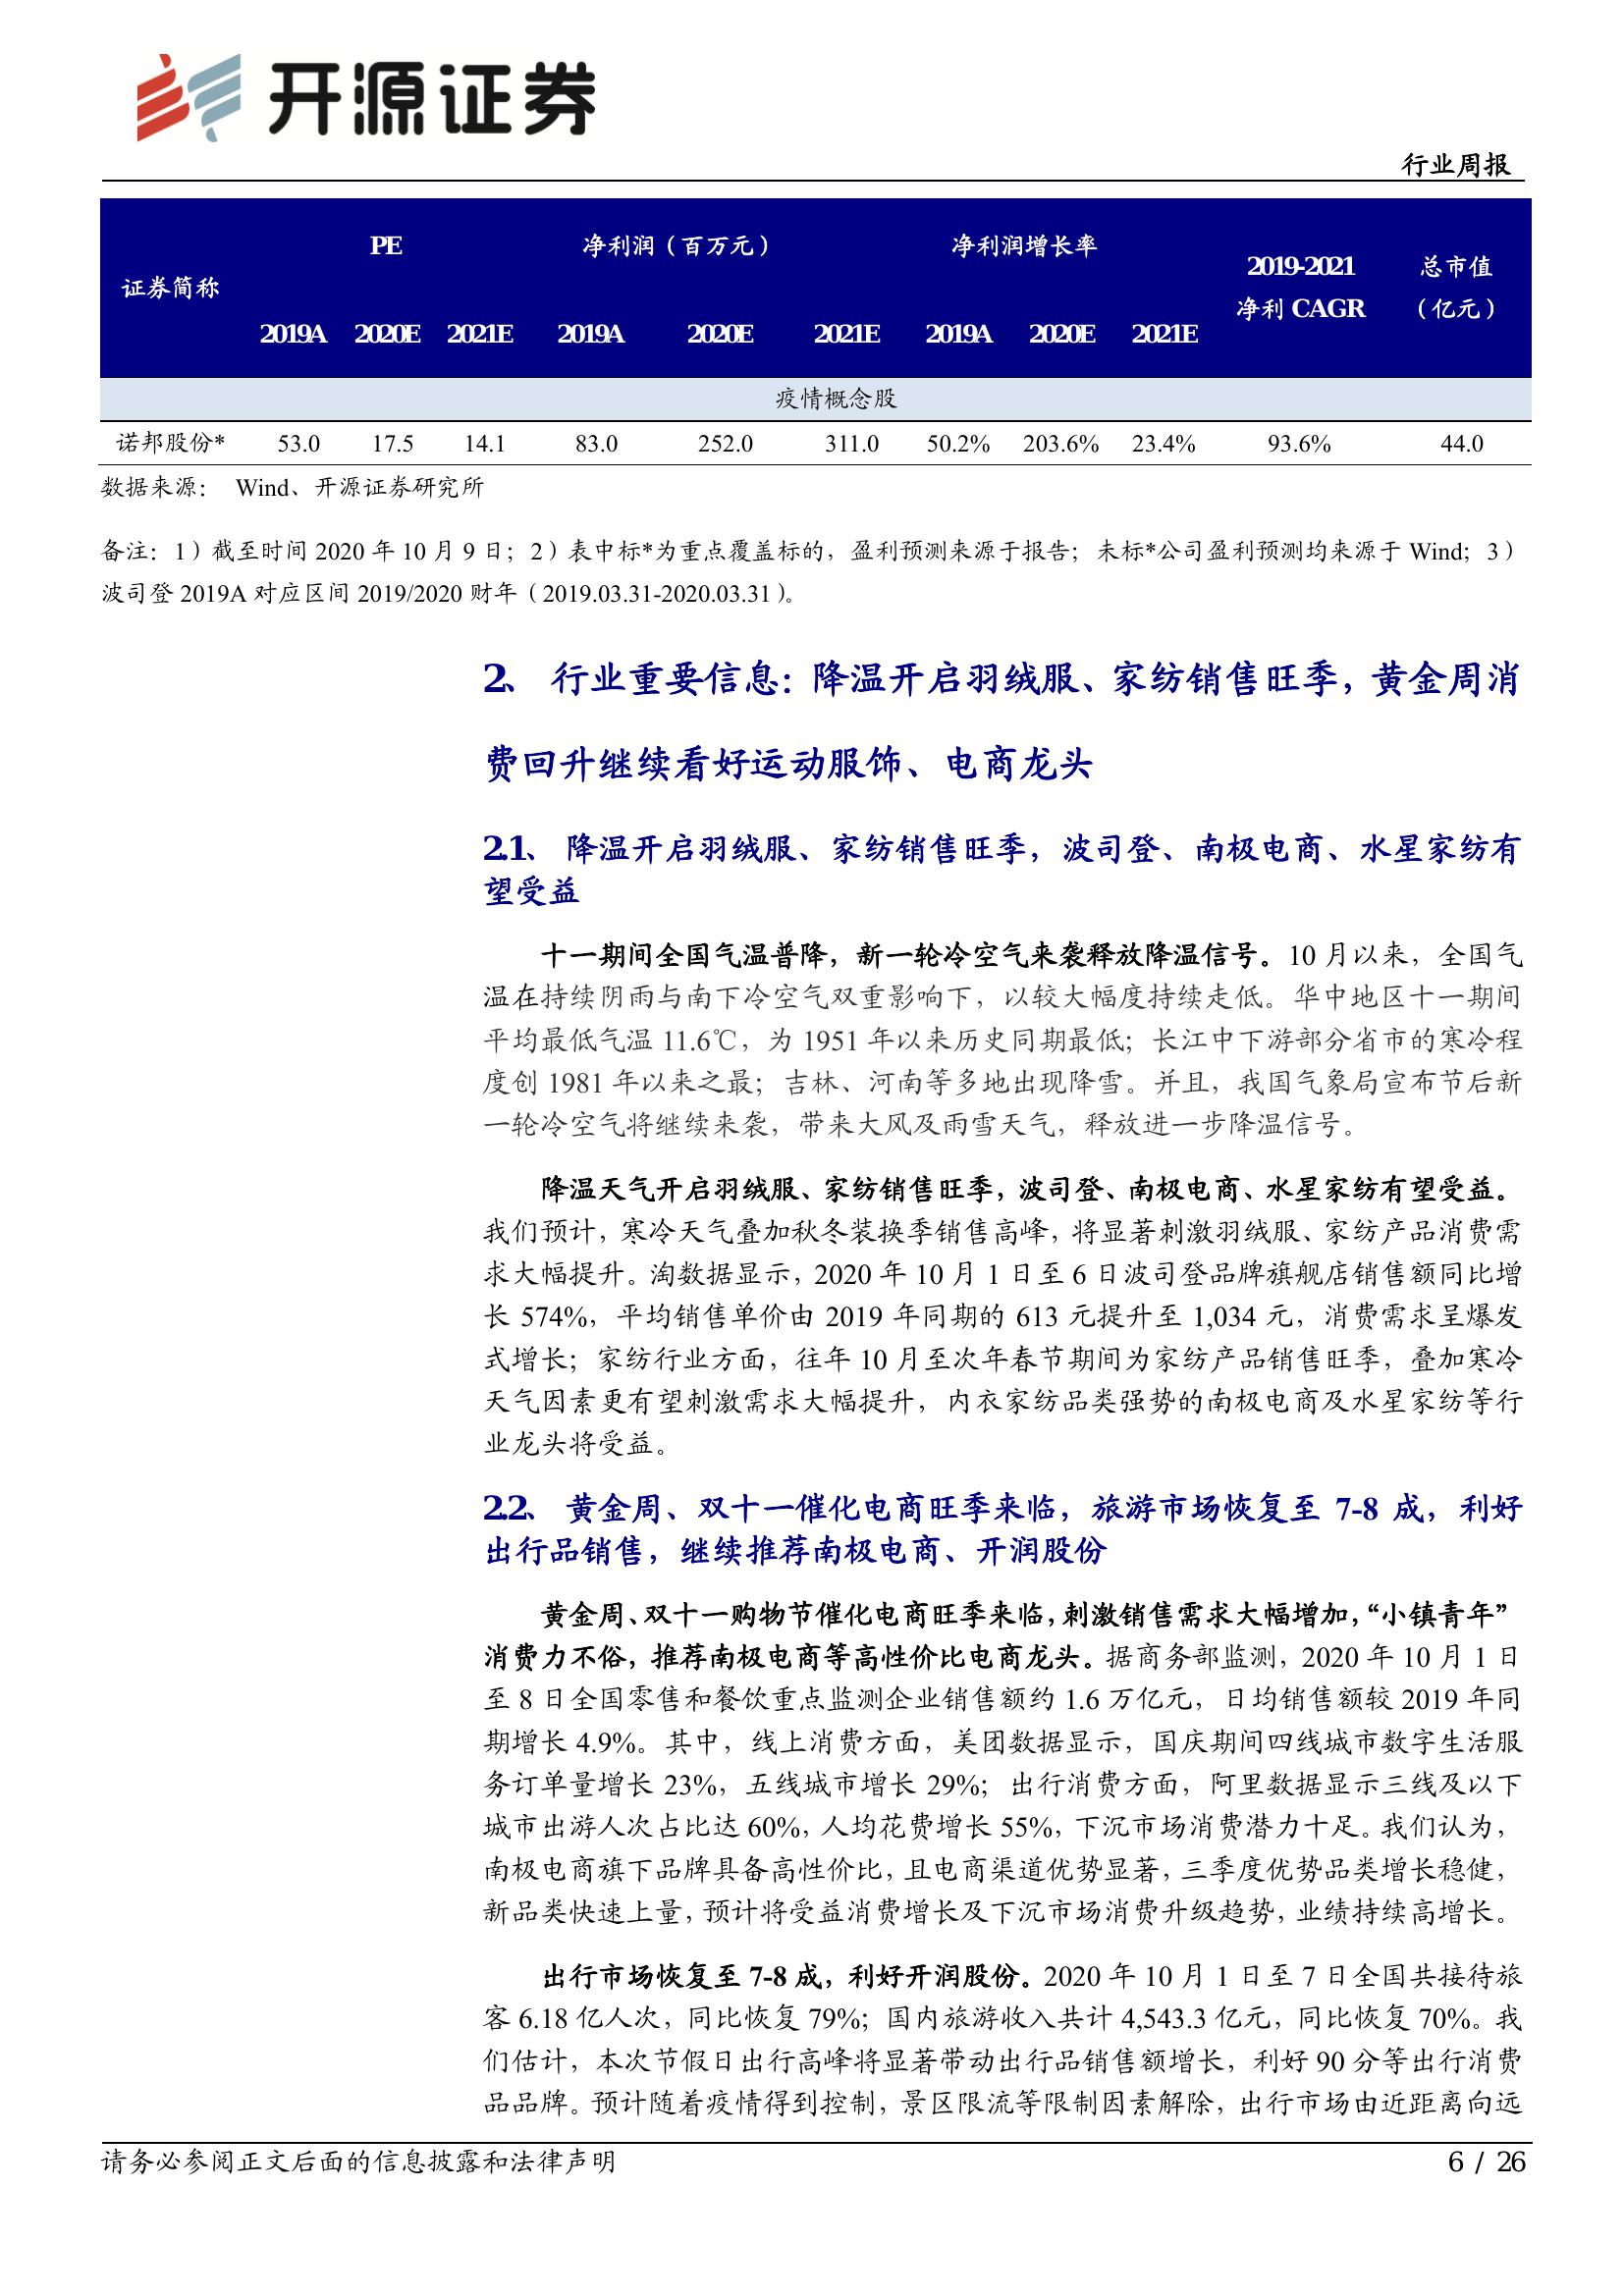 开源证券
行业周报
证券简称 PE 净利润（百万元） 净利润增长率 2019-2021 净利 CAGR 总市值（亿元）
2019A 2020E 2021E 2019A 2020E 2021E 2019A 2020E 2021E
疫情概念股
诺邦股份* 53.0 17.5 14.1 83.0 252.0 311.0 50.2% 203.6% 23.4% 93.6% 44.0
数据来源： Wind、开源证券研究所
备注：1）截至时间 2020 年 10 月 9 日；2）表中标*为重点覆盖标的，盈利预测来源于报告；未标*公司盈利预测均来源于 Wind；3）
波司登 2019A 对应区间 2019/2020 财年（2019.03.31-2020.03.31）。
2、 行业重要信息：降温开启羽绒服、家纺销售旺季，黄金周消
费回升继续看好运动服饰、电商龙头
2.1、 降温开启羽绒服、家纺销售旺季，波司登、南极电商、水星家纺有
望受益
十一期间全国气温普降，新一轮冷空气来袭释放降温信号。10 月以来，全国气
温在持续阴雨与南下冷空气双重影响下，以较大幅度持续走低。华中地区十一期间
平均最低气温 11.6℃，为 1951 年以来历史同期最低；长江中下游部分省市的寒冷程
度创 1981 年以来之最；吉林、河南等多地出现降雪。并且，我国气象局宣布节后新
一轮冷空气将继续来袭，带来大风及雨雪天气，释放进一步降温信号。
降温天气开启羽绒服、家纺销售旺季，波司登、南极电商、水星家纺有望受益。
我们预计，寒冷天气叠加秋冬装换季销售高峰，将显著刺激羽绒服、家纺产品消费需
求大幅提升。淘数据显示，2020 年 10 月 1 日至 6 日波司登品牌旗舰店销售额同比增
长 574%，平均销售单价由 2019 年同期的 613 元提升至 1,034 元，消费需求呈爆发
式增长；家纺行业方面，往年 10 月至次年春节期间为家纺产品销售旺季，叠加寒冷
天气因素更有望刺激需求大幅提升，内衣家纺品类强势的南极电商及水星家纺等行
业龙头将受益。
2.2、 黄金周、双十一催化电商旺季来临，旅游市场恢复至 7-8 成，利好
出行品销售，继续推荐南极电商、开润股份
黄金周、双十一购物节催化电商旺季来临，刺激销售需求大幅增加，“小镇青年”
消费力不俗，推荐南极电商等高性价比电商龙头。据商务部监测，2020 年 10 月 1 日
至 8 日全国零售和餐饮重点监测企业销售额约 1.6 万亿元，日均销售额较 2019 年同
期增长 4.9%。其中，线上消费方面，美团数据显示，国庆期间四线城市数字生活服
务订单量增长 23%，五线城市增长 29%；出行消费方面，阿里数据显示三线及以下
城市出游人次占比达 60%，人均花费增长 55%，下沉市场消费潜力十足。我们认为，
南极电商旗下品牌具备高性价比，且电商渠道优势显著，三季度优势品类增长稳健，
新品类快速上量，预计将受益消费增长及下沉市场消费升级趋势，业绩持续高增长。
出行市场恢复至 7-8 成，利好开润股份。2020 年 10 月 1 日至 7 日全国共接待旅
客 6.18 亿人次，同比恢复 79%；国内旅游收入共计 4,543.3 亿元，同比恢复 70%。我
们估计，本次节假日出行高峰将显著带动出行品销售额增长，利好 90 分等出行消费
品品牌。预计随着疫情得到控制，景区限流等限制因素解除，出行市场由近距离向远
请务必参阅正文后面的信息披露和法律声明
6 / 26